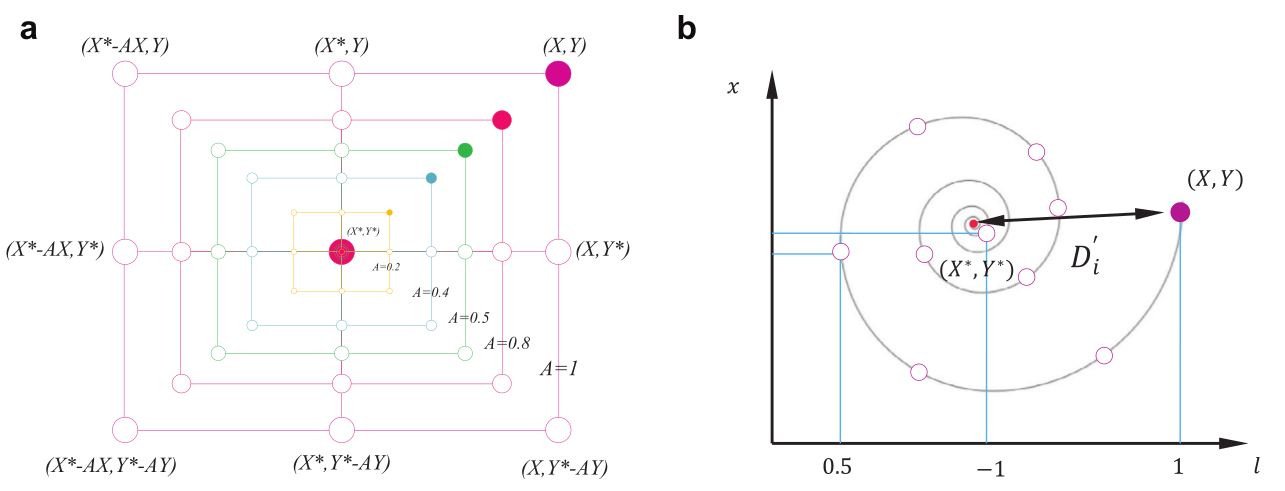 a
(X*-AX,Y)
(X*,Y)
(X,Y)
(X*,Y*)
(X*-AX,Y*)
(X,Y*)
A=0.2
A=0.4
A=0.5
A=0.8
A=1
(X*-AX,Y*-AY)
(X*,Y*-AY)
(X,Y*-AY)
b
x
(X,Y)
(X*,Y*)
D'i
0.5
−1
1
l